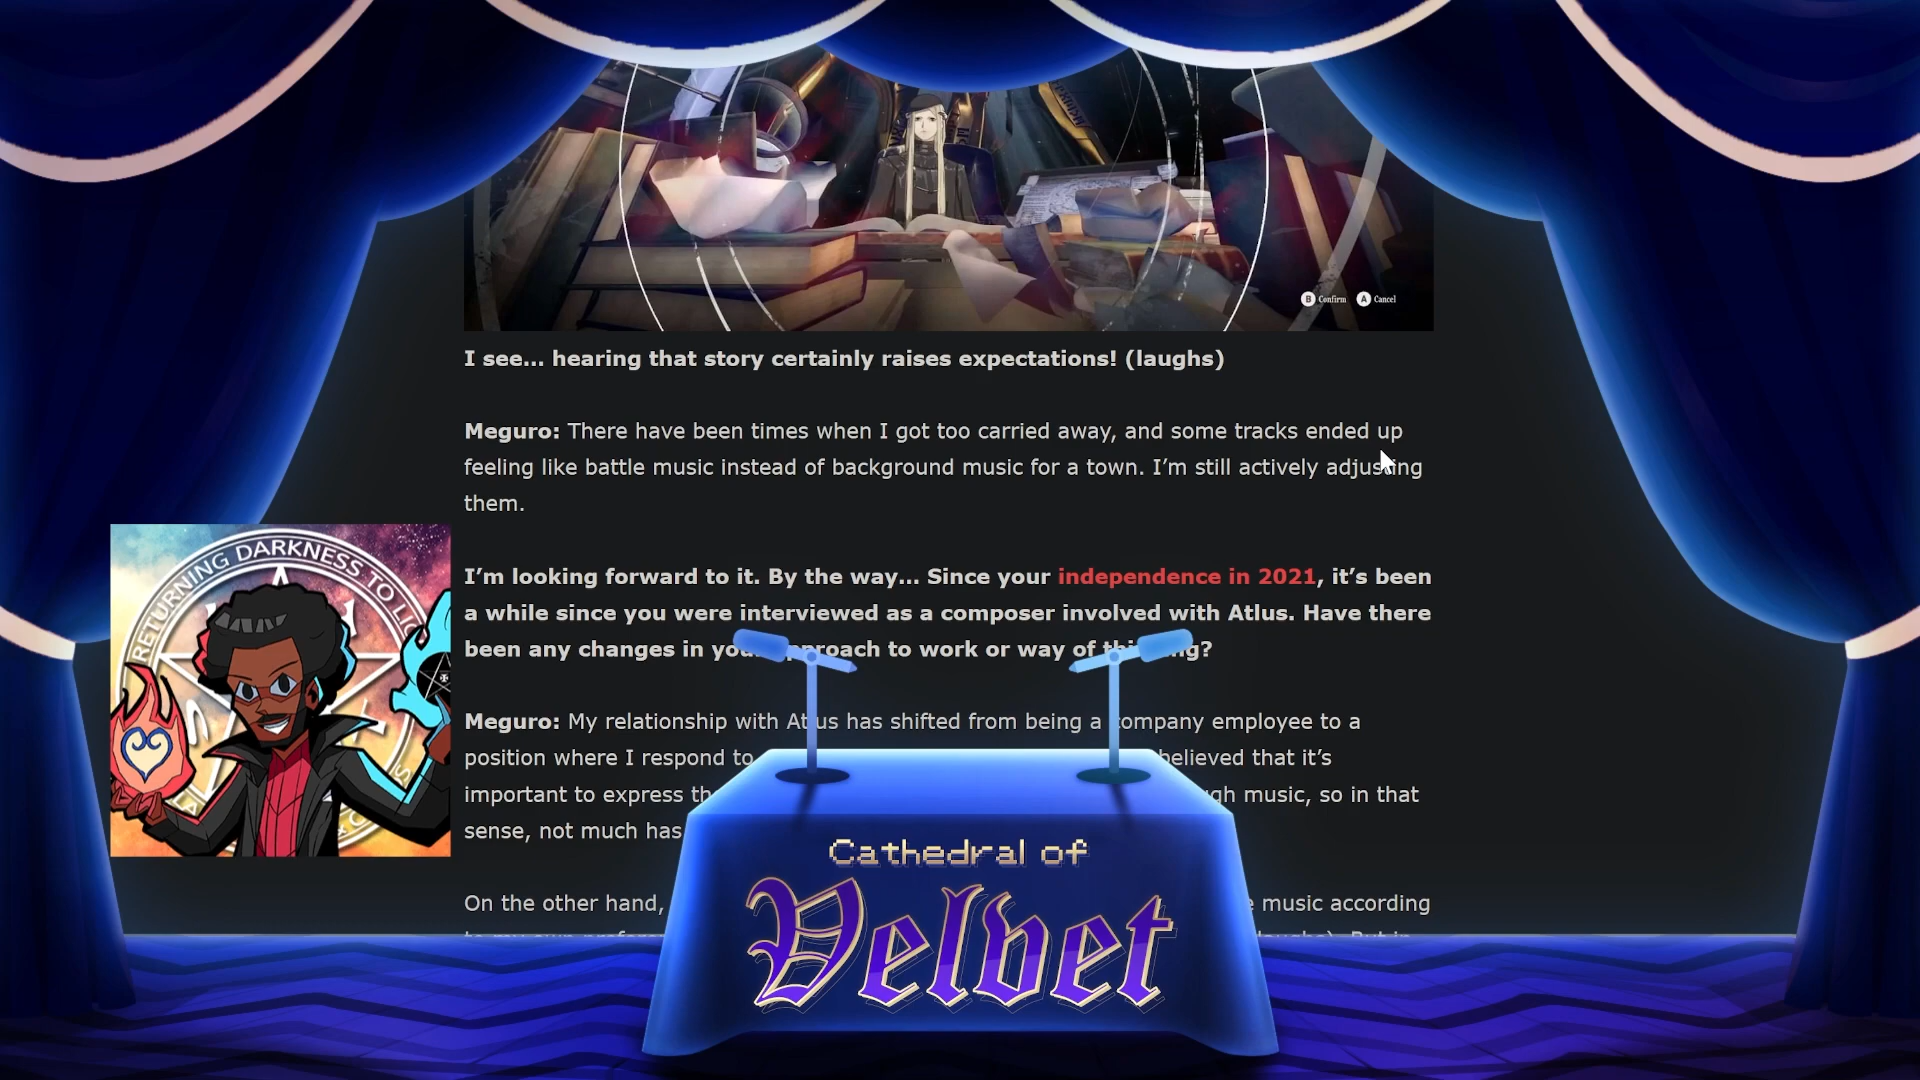 B Confirm A Cancel
I see... hearing that story certainly raises expectations! (laughs)
Meguro: There have been times when I got too carried away, and some tracks ended up
feeling like battle music instead of background music for a town. I'm still actively adjusting
them.
I'm looking forward to it. By the way... Since your independence in 2021, it's been
a while since you were interviewed as a composer involved with Atlus. Have there
been any changes in your approach to work or way of thinking?
RETURNING DARKNESS TO
Meguro: My relationship with Atlus has shifted from being a company employee to a
position where I respond to believed that it's
important to express music, so in that
sense, not much has
Cathedral of
Velvet
On the other hand, music according